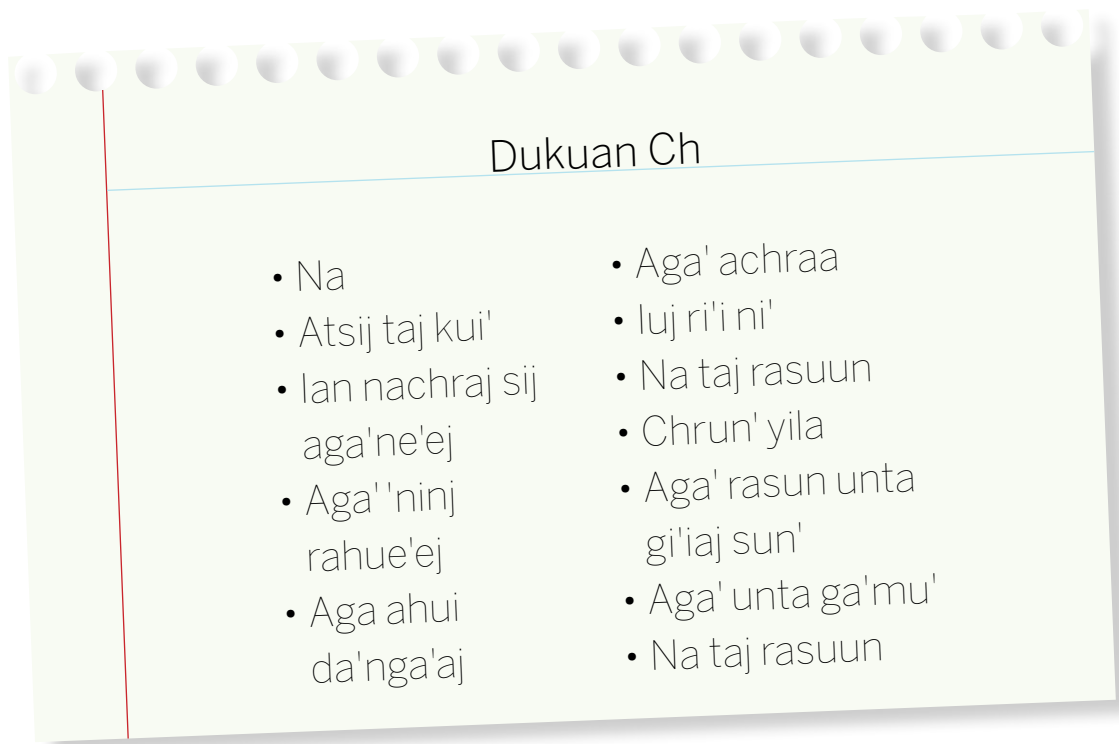 Dukuan Ch
• Na
• Atsij taj kui'
• Ian nachraj sij
aga'ne'ej
• Aga' 'ninj
rahue'ej
• Aga ahui
da'nga'aj
• Aga' achraa
• Iuj ri'i ni'
• Na taj rasuun
• Chrun' yila
• Aga' rasun unta
gi'iaj sun'
• Aga' unta ga'mu'
• Na taj rasuun